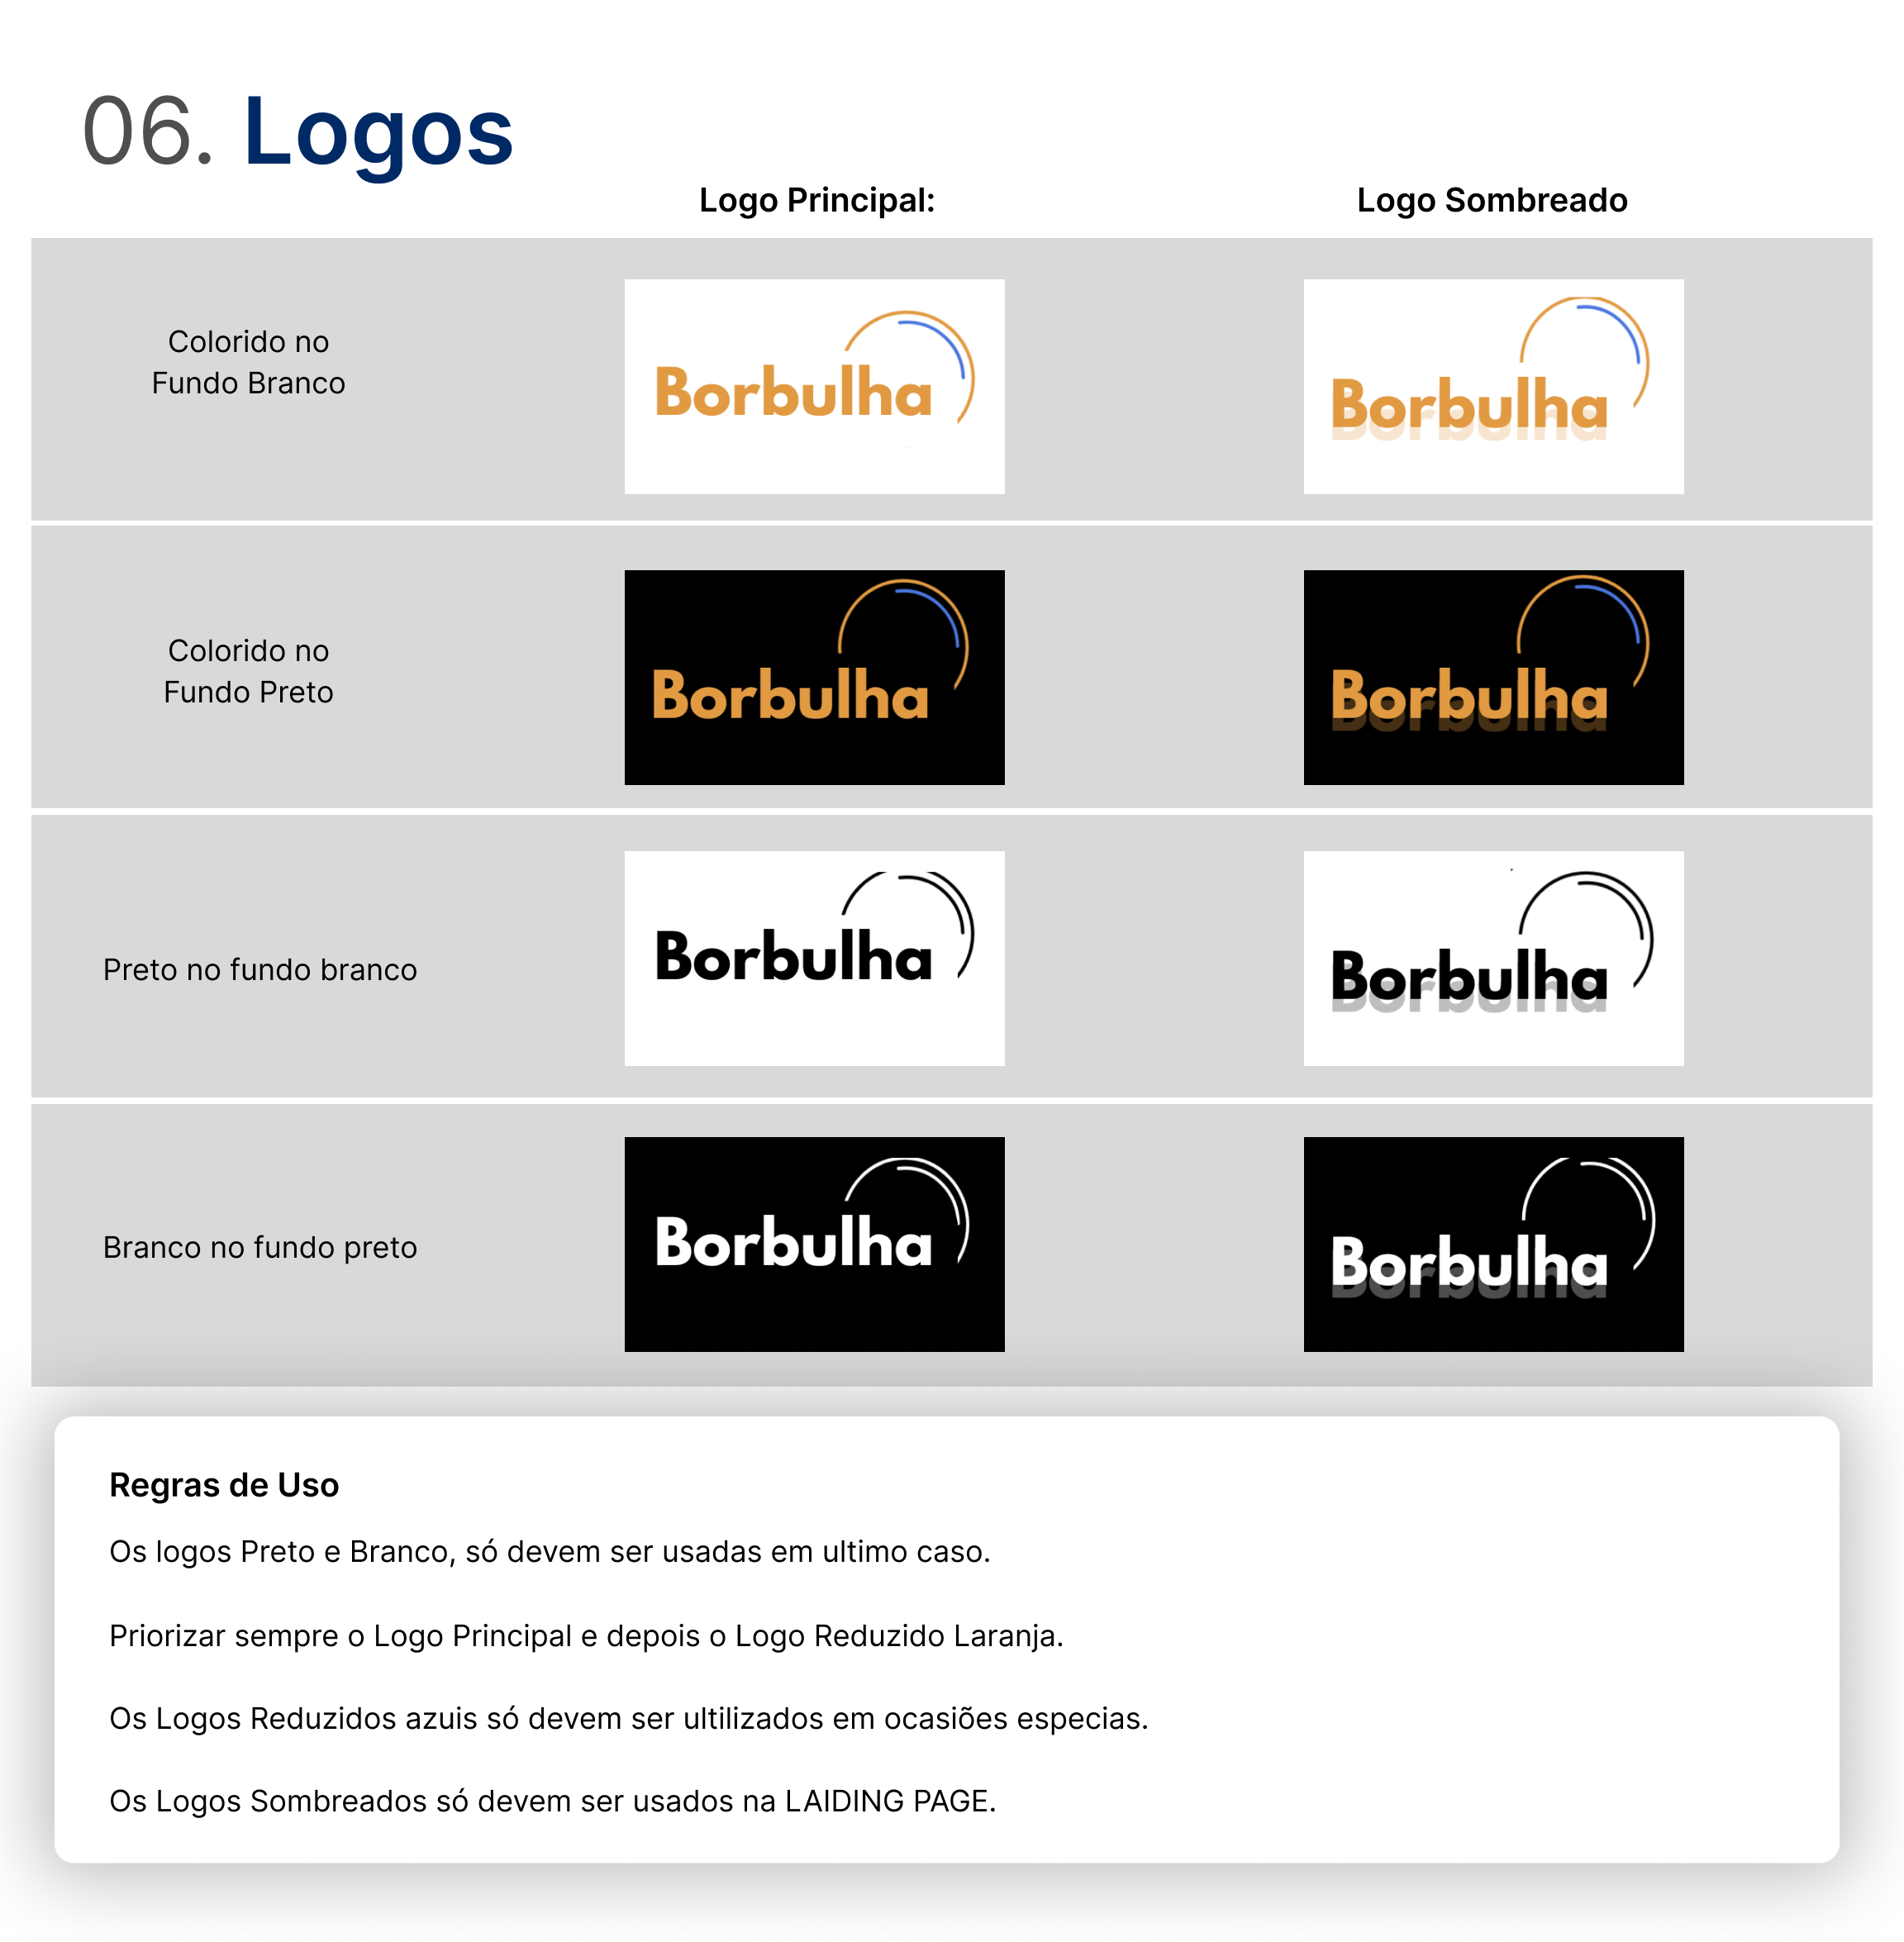 06. Logos
Logo Principal:
Logo Sombreado
Colorido no
Fundo Branco
Borbulha
Borbulha
Colorido no
Fundo Preto
Borbulha
Borbulha
Preto no fundo branco
Borbulha
Borbulha
Branco no fundo preto
Borbulha
Borbulha
Regras de Uso
Os logos Preto e Branco, só devem ser usadas em ultimo caso.
Priorizar sempre o Logo Principal e depois o Logo Reduzido Laranja.
Os Logos Reduzidos azuis só devem ser ultilizados em ocasiões especias.
Os Logos Sombreados só devem ser usados na LAIDING PAGE.